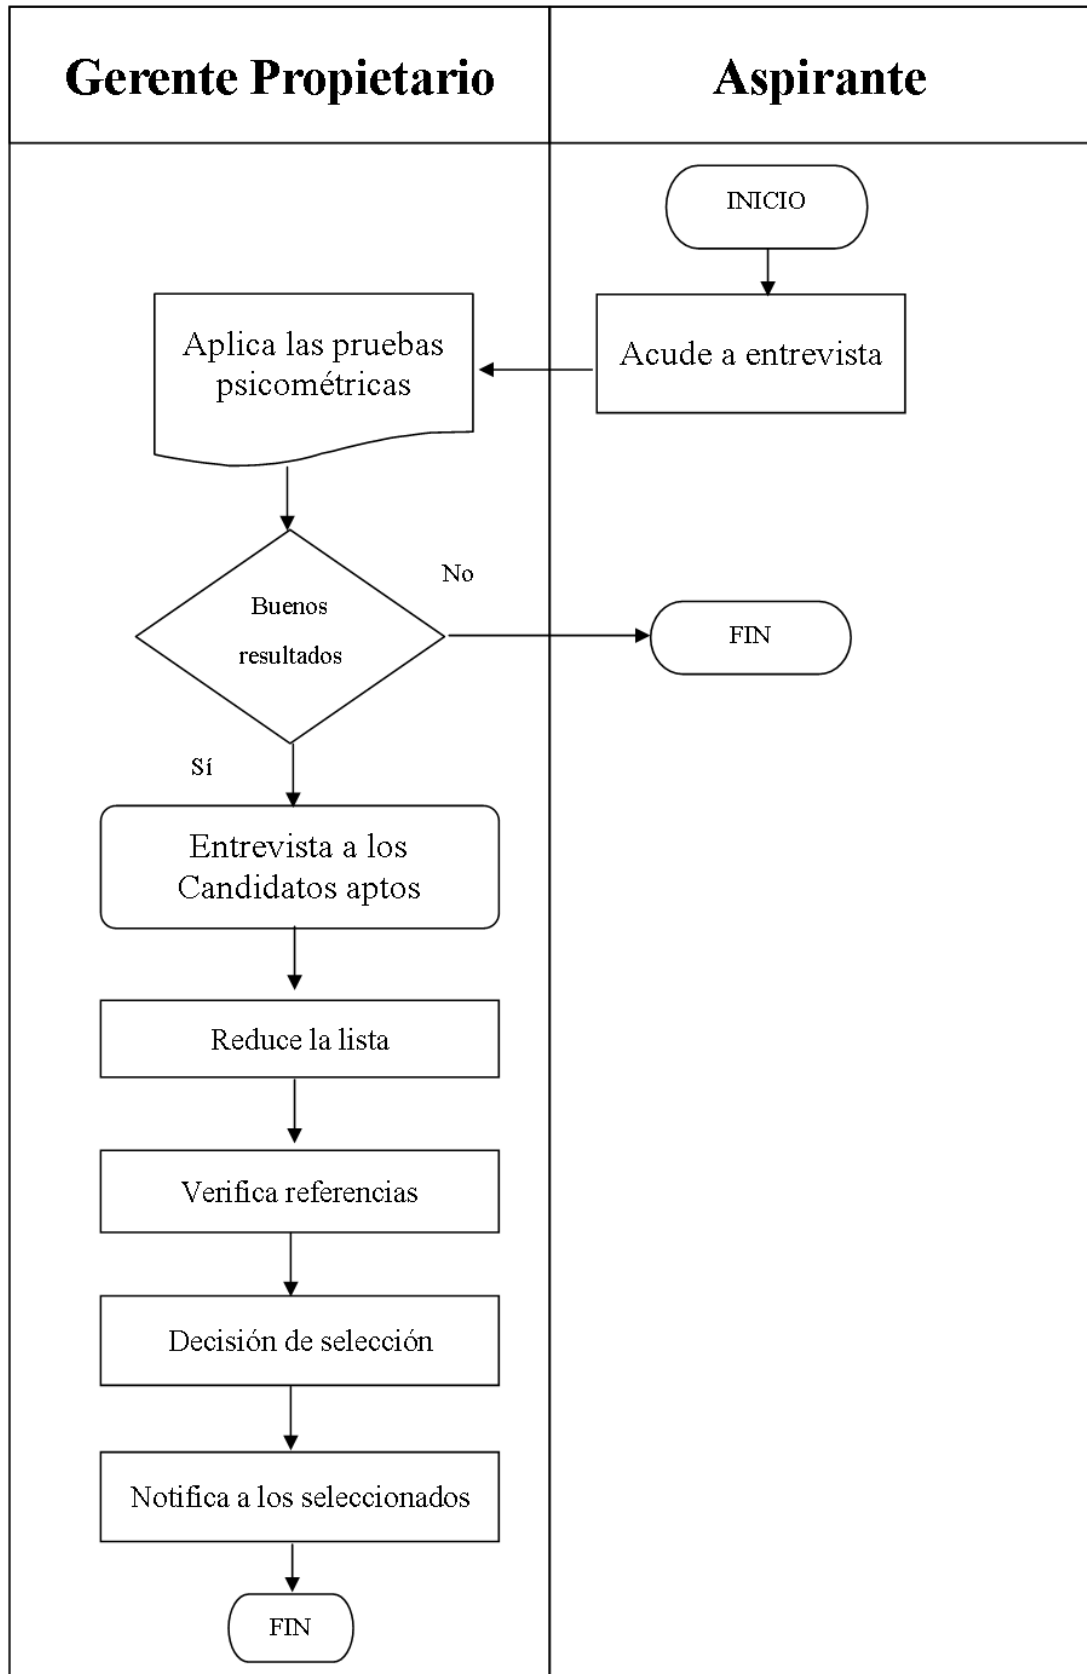 Gerente Propietario
Aspirante
INICIO
Acude a entrevista
Aplica las pruebas
psicométricas
Buenos
resultados
No
FIN
Sí
Entrevista a los
Candidatos aptos
Reduce la lista
Verifica referencias
Decisión de selección
Notifica a los seleccionados
FIN